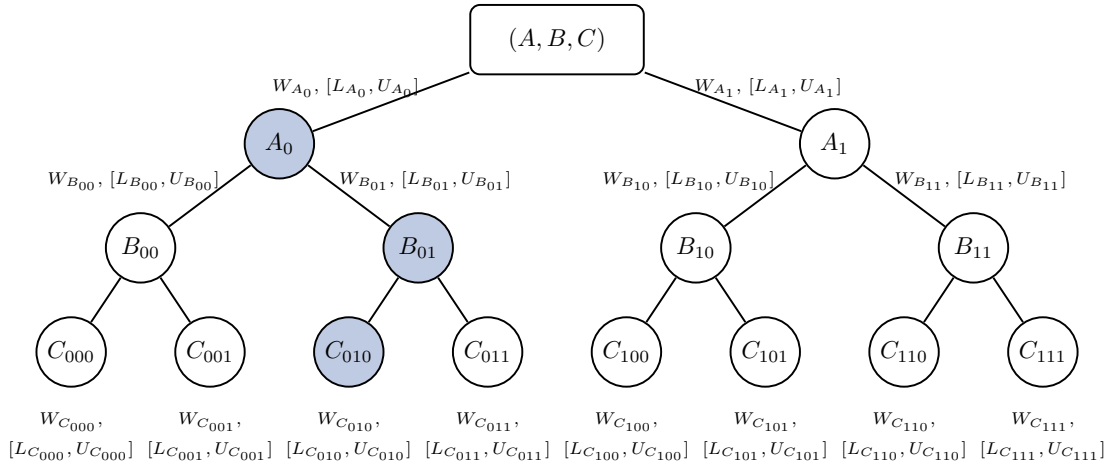 (A, B, C)
W_{A_0}, [L_{A_0}, U_{A_0}]
W_{A_1}, [L_{A_1}, U_{A_1}]
A_0
A_1
W_{B_{00}}, [L_{B_{00}}, U_{B_{00}}]
W_{B_{01}}, [L_{B_{01}}, U_{B_{01}}]
W_{B_{10}}, [L_{B_{10}}, U_{B_{10}}]
W_{B_{11}}, [L_{B_{11}}, U_{B_{11}}]
B_{00}
B_{01}
B_{10}
B_{11}
C_{000}
C_{001}
C_{010}
C_{011}
C_{100}
C_{101}
C_{110}
C_{111}
W_{C_{000}},
[L_{C_{000}}, U_{C_{000}}]
W_{C_{001}},
[L_{C_{001}}, U_{C_{001}}]
W_{C_{010}},
[L_{C_{010}}, U_{C_{010}}]
W_{C_{011}},
[L_{C_{011}}, U_{C_{011}}]
W_{C_{100}},
[L_{C_{100}}, U_{C_{100}}]
W_{C_{101}},
[L_{C_{101}}, U_{C_{101}}]
W_{C_{110}},
[L_{C_{110}}, U_{C_{110}}]
W_{C_{111}},
[L_{C_{111}}, U_{C_{111}}]